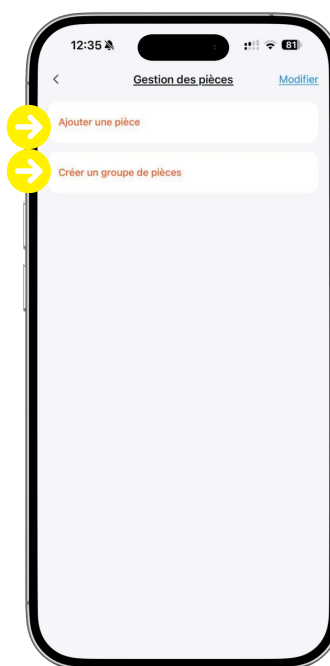 12:35
81
Gestion des pièces
Modifier
Ajouter une pièce
Créer un groupe de pièces